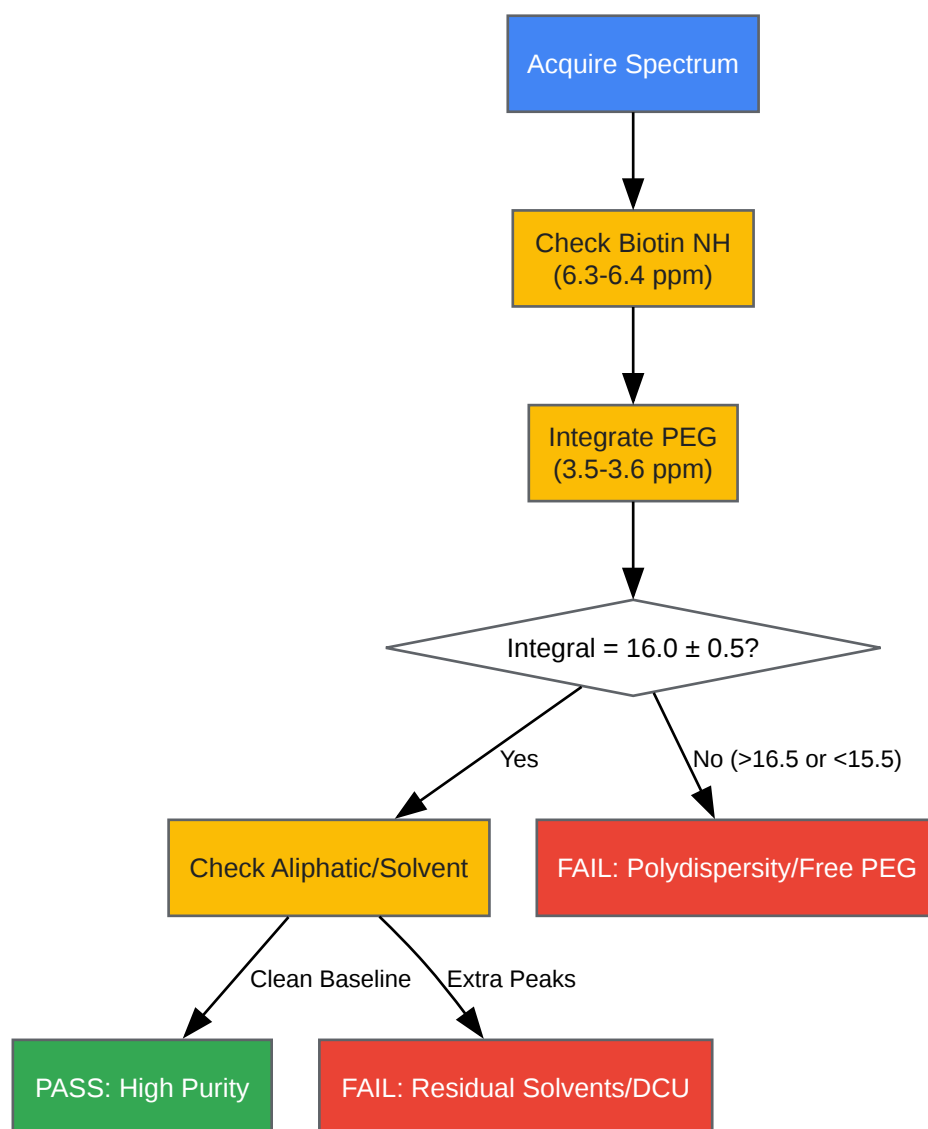 Acquire Spectrum
Check Biotin NH
(6.3-6.4 ppm)
Integrate PEG
(3.5-3.6 ppm)
Integral = 16.0 ± 0.5?
Yes
No (>16.5 or <15.5)
Check Aliphatic/Solvent
FAIL: Polydispersity/Free PEG
Clean Baseline
Extra Peaks
PASS: High Purity
FAIL: Residual Solvents/DCU